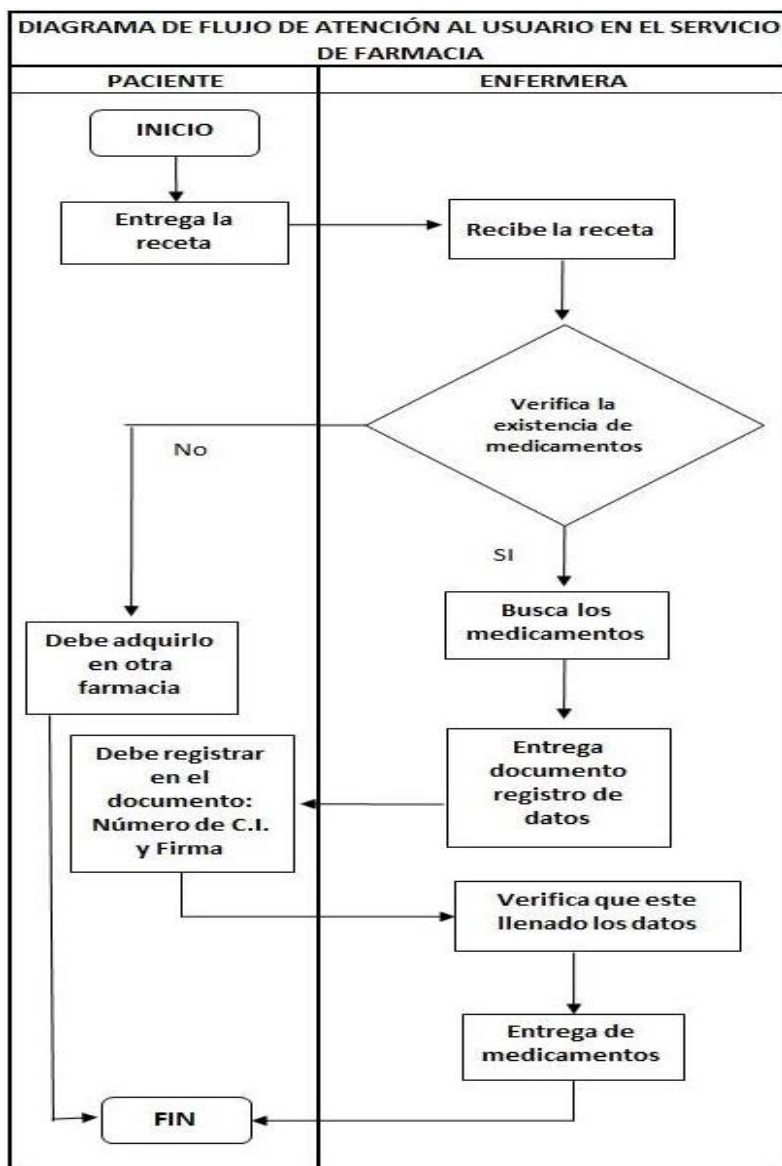 DIAGRAMA DE FLUJO DE ATENCIÓN AL USUARIO EN EL SERVICIO
DE FARMACIA
PACIENTE
ENFERMERA
INICIO
Entrega la
receta
Recibe la receta
Verifica la
existencia de
medicamentos
No
SI
Busca los
medicamentos
Debe adquirlo
en otra
farmacia
Entrega
documento
registro de
datos
Debe registrar
en el
documento:
Número de C.I.
y Firma
Verifica que este
llenado los datos
Entrega de
medicamentos
FIN